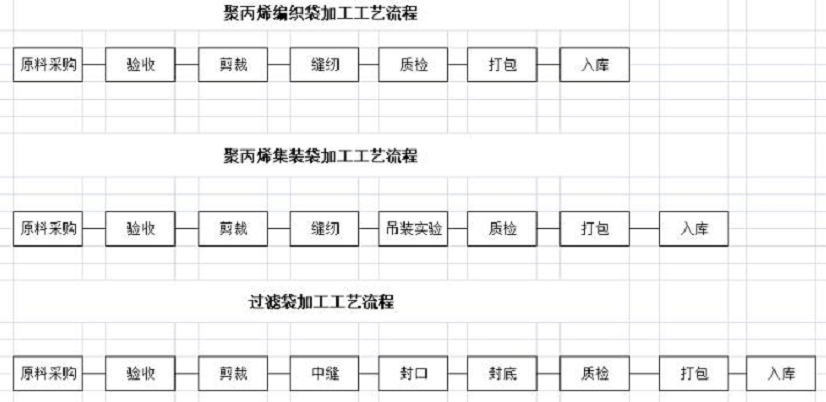 聚丙烯编织袋加工工艺流程
原料采购 验收 剪裁 缝纫 质检 打包 入库
聚丙烯集装袋加工工艺流程
原料采购 验收 剪裁 缝纫 吊装实验 质检 打包 入库
过滤袋加工工艺流程
原料采购 验收 剪裁 中缝 封口 封底 质检 打包 入库